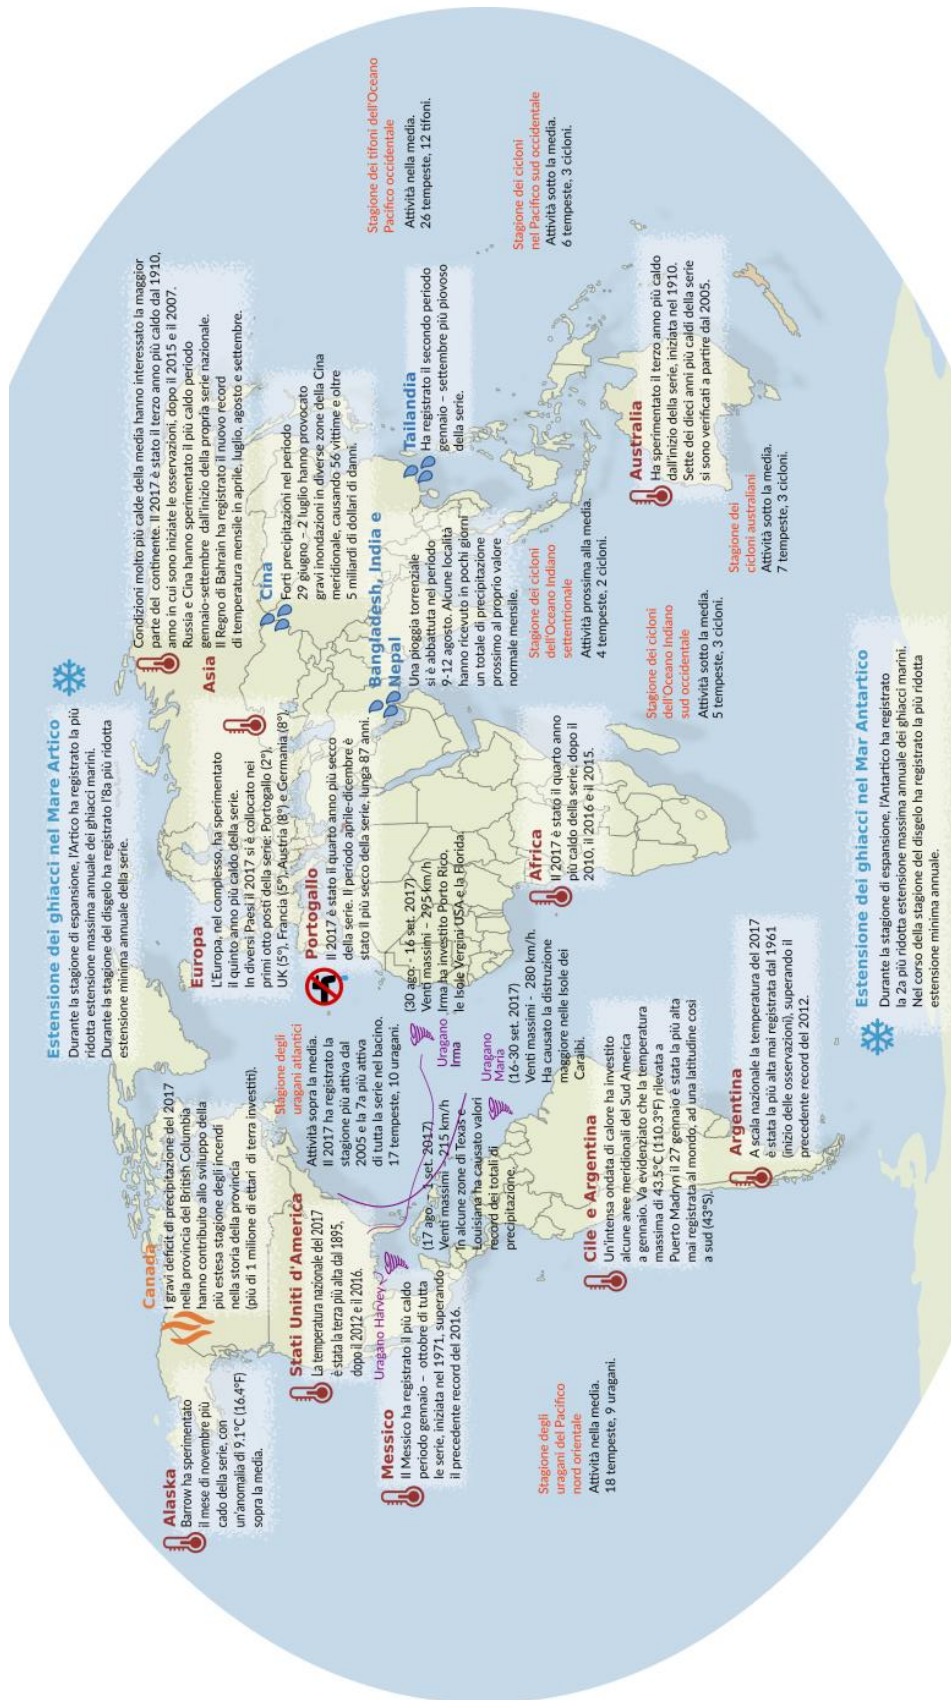 Estensione dei ghiacci nel Mare Artico
Durante la stagione di espansione, l'Artico ha registrato la più
ridotta estensione massima annuale dei ghiacci marini.
Durante la stagione del disgelo ha registrato l'8a più ridotta
estensione minima annuale della serie.
Alaska
Barrow ha sperimentato
il mese di novembre più
cado della serie, con
un'anomalia di 9.1°C (16.4°F)
sopra la media.
Canada
I gravi deficit di precipitazione del 2017
nella provincia del British Columbia
hanno contribuito allo sviluppo della
più estesa stagione degli incendi
nella storia della provincia
(più di 1 milione di ettari di terra investiti).
Stati Uniti d'America
La temperatura nazionale del 2017
è stata la terza più alta dal 1895,
dopo il 2012 e il 2016.
Stagione degli
uragani atlantici
Attività sopra la media.
Il 2017 ha registrato la
stagione più attiva dal
2005 e la 7a più attiva
di tutta la serie nel bacino.
17 tempeste, 10 uragani.
Uragano Harvey
(17 ago. - 1 set. 2017)
Venti massimi - 215 km/h
In alcune zone di Texas e
Louisiana ha causato valori
record dei totali di
precipitazione.
Messico
Il Messico ha registrato il più caldo
periodo gennaio – ottobre di tutta
le serie, iniziata nel 1971, superando
il precedente record del 2016.
Uragano
Irma
(30 ago. - 16 set. 2017)
Venti massimi - 295 km/h
Irma ha investito Porto Rico,
le Isole Vergini USA e la Florida.
Uragano
Maria
(16-30 set. 2017)
Venti massimi - 280 km/h.
Ha causato la distruzione
maggiore nelle Isole dei
Caraibi.
Stagione degli
uragani del Pacifico
nord orientale
Attività nella media.
18 tempeste, 9 uragani.
Cile e Argentina
Un'intensa ondata di calore ha investito
alcune aree meridionali del Sud America
a gennaio. Va evidenziato che la temperatura
massima di 43.5°C (110.3°F) rilevata a
Puerto Madryn il 27 gennaio è stata la più alta
mai registrata al mondo, ad una latitudine così
a sud (43°S).
Argentina
A scala nazionale la temperatura del 2017
è stata la più alta mai registrata dal 1961
(inizio delle osservazioni), superando il
precedente record del 2012.
Europa
L'Europa, nel complesso, ha sperimentato
il quinto anno più caldo della serie.
In diversi Paesi il 2017 si è collocato nei
primi otto posti della serie: Portogallo (2°),
UK (5°), Francia (5°), Austria (8°) e Germania (8°).
Portogallo
Il 2017 è stato il quarto anno più secco
della serie. Il periodo aprile-dicembre è
stato il più secco della serie, lunga 87 anni.
Africa
Il 2017 è stato il quarto anno
più caldo della serie, dopo il
2010, il 2016 e il 2015.
Asia
Condizioni molto più calde della media hanno interessato la maggior
parte del continente. Il 2017 è stato il terzo anno più caldo dal 1910,
anno in cui sono iniziate le osservazioni, dopo il 2015 e il 2007.
Russia e Cina hanno sperimentato il più caldo periodo
gennaio-settembre dall'inizio della propria serie nazionale.
Il Regno di Bahrain ha registrato il nuovo record
di temperatura mensile in aprile, luglio, agosto e settembre.
Cina
Forti precipitazioni nel periodo
29 giugno – 2 luglio hanno provocato
gravi inondazioni in diverse zone della Cina
meridionale, causando 56 vittime e oltre
5 miliardi di dollari di danni.
Bangladesh, India e
Nepal
Una pioggia torrenziale
si è abbattuta nel periodo
9-12 agosto. Alcune località
hanno ricevuto in pochi giorni
un totale di precipitazione
prossimo al proprio valore
normale mensile.
Tailandia
Ha registrato il secondo periodo
gennaio – settembre più piovoso
della serie.
Stagione dei tifoni dell'Oceano
Pacifico occidentale
Attività nella media.
26 tempeste, 12 tifoni.
Stagione dei cicloni
nel Pacifico sud occidentale
Attività sotto la media.
6 tempeste, 3 cicloni.
Stagione dei cicloni
dell'Oceano Indiano
settentrionale
Attività prossima alla media.
4 tempeste, 2 cicloni.
Stagione dei cicloni
dell'Oceano Indiano
sud occidentale
Attività sotto la media.
5 tempeste, 3 cicloni.
Australia
Ha sperimentato il terzo anno più caldo
dall'inizio della serie, iniziata nel 1910.
Sette dei dieci anni più caldi della serie
si sono verificati a partire dal 2005.
Stagione dei
cicloni australiani
Attività sotto la media.
7 tempeste, 3 cicloni.
Estensione dei ghiacci nel Mar Antartico
Durante la stagione di espansione, l'Antartico ha registrato
la 2a più ridotta estensione massima annuale dei ghiacci marini.
Nel corso della stagione del disgelo ha registrato la più ridotta
estensione minima annuale.